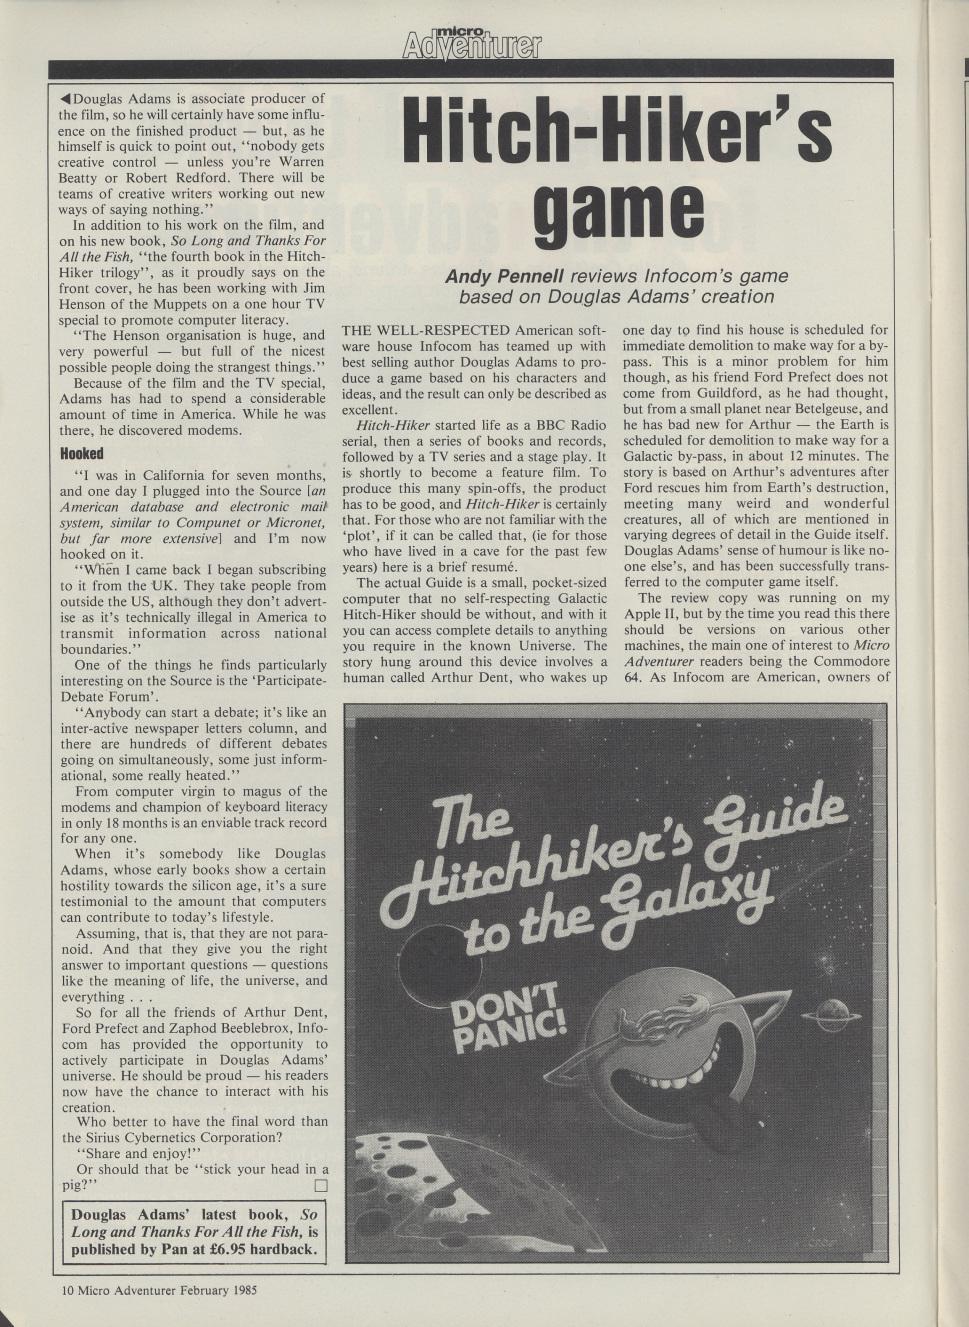 micro
Adventurer
◀Douglas Adams is associate producer of
the film, so he will certainly have some influ-
ence on the finished product — but, as he
himself is quick to point out, ‘‘nobody gets
creative control — unless you’re Warren
Beatty or Robert Redford. There will be
teams of creative writers working out new
ways of saying nothing.’’
In addition to his work on the film, and
on his new book, So Long and Thanks For
All the Fish, ‘‘the fourth book in the Hitch-
Hiker trilogy’’, as it proudly says on the
front cover, he has been working with Jim
Henson of the Muppets on a one hour TV
special to promote computer literacy.
‘‘The Henson organisation is huge, and
very powerful — but full of the nicest
possible people doing the strangest things.’’
Because of the film and the TV special,
Adams has had to spend a considerable
amount of time in America. While he was
there, he discovered modems.
Hooked
‘‘I was in California for seven months,
and one day I plugged into the Source [an
American database and electronic mail
system, similar to Compunet or Micronet,
but far more extensive] and I’m now
hooked on it.
‘‘When I came back I began subscribing
to it from the UK. They take people from
outside the US, although they don’t advert-
ise as it’s technically illegal in America to
transmit information across national
boundaries.’’
One of the things he finds particularly
interesting on the Source is the ‘Participate-
Debate Forum’.
‘‘Anybody can start a debate; it’s like an
inter-active newspaper letters column, and
there are hundreds of different debates
going on simultaneously, some just inform-
ational, some really heated.’’
From computer virgin to magus of the
modems and champion of keyboard literacy
in only 18 months is an enviable track record
for any one.
When it’s somebody like Douglas
Adams, whose early books show a certain
hostility towards the silicon age, it’s a sure
testimonial to the amount that computers
can contribute to today’s lifestyle.
Assuming, that is, that they are not para-
noid. And that they give you the right
answer to important questions — questions
like the meaning of life, the universe, and
everything . . .
So for all the friends of Arthur Dent,
Ford Prefect and Zaphod Beeblebrox, Info-
com has provided the opportunity to
actively participate in Douglas Adams’
universe. He should be proud — his readers
now have the chance to interact with his
creation.
Who better to have the final word than
the Sirius Cybernetics Corporation?
‘‘Share and enjoy!’’
Or should that be ‘‘stick your head in a
pig?’’ □
Douglas Adams’ latest book, So
Long and Thanks For All the Fish, is
published by Pan at £6.95 hardback.
Hitch-Hiker’s
game
Andy Pennell reviews Infocom’s game
based on Douglas Adams’ creation
THE WELL-RESPECTED American soft-
ware house Infocom has teamed up with
best selling author Douglas Adams to pro-
duce a game based on his characters and
ideas, and the result can only be described as
excellent.
Hitch-Hiker started life as a BBC Radio
serial, then a series of books and records,
followed by a TV series and a stage play. It
is shortly to become a feature film. To
produce this many spin-offs, the product
has to be good, and Hitch-Hiker is certainly
that. For those who are not familiar with the
‘plot’, if it can be called that, (ie for those
who have lived in a cave for the past few
years) here is a brief resumé.
The actual Guide is a small, pocket-sized
computer that no self-respecting Galactic
Hitch-Hiker should be without, and with it
you can access complete details to anything
you require in the known Universe. The
story hung around this device involves a
human called Arthur Dent, who wakes up
one day to find his house is scheduled for
immediate demolition to make way for a by-
pass. This is a minor problem for him
though, as his friend Ford Prefect does not
come from Guildford, as he had thought,
but from a small planet near Betelgeuse, and
he has bad new for Arthur — the Earth is
scheduled for demolition to make way for a
Galactic by-pass, in about 12 minutes. The
story is based on Arthur’s adventures after
Ford rescues him from Earth’s destruction,
meeting many weird and wonderful
creatures, all of which are mentioned in
varying degrees of detail in the Guide itself.
Douglas Adams’ sense of humour is like no-
one else’s, and has been successfully trans-
ferred to the computer game itself.
The review copy was running on my
Apple II, but by the time you read this there
should be versions on various other
machines, the main one of interest to Micro
Adventurer readers being the Commodore
64. As Infocom are American, owners of
The
Hitchhiker’s Guide
to the Galaxy™
DON’T
PANIC!
10 Micro Adventurer February 1985